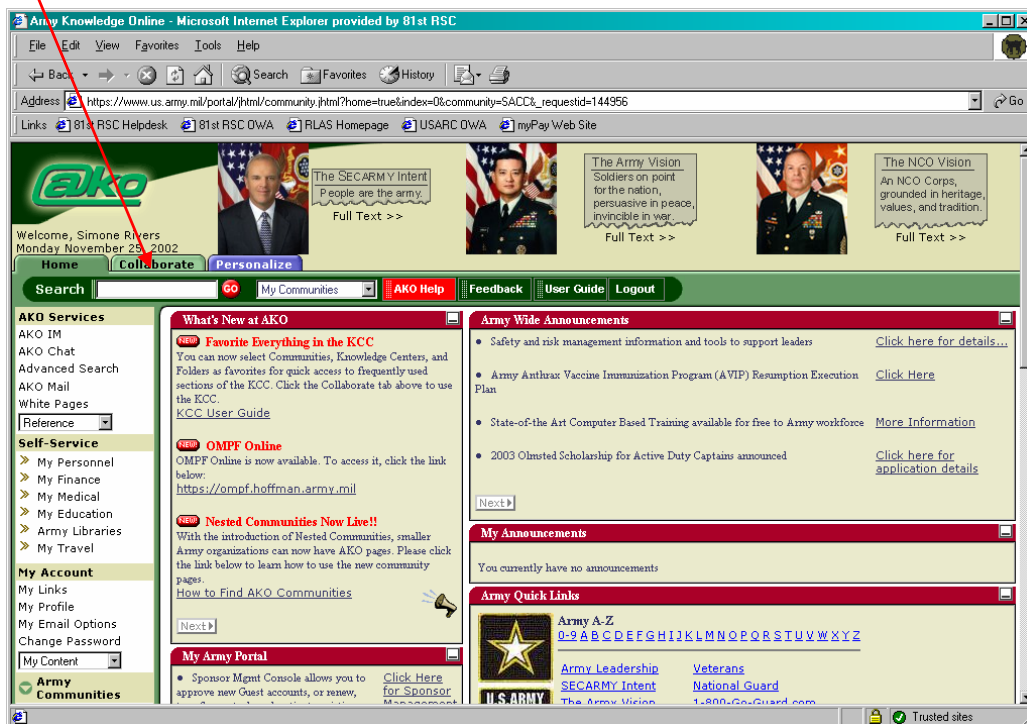 Army Knowledge Online - Microsoft Internet Explorer provided by 81st RSC
File Edit View Favorites Tools Help
Back Search Favorites History
Address https://www.us.army.mil/portal/jhtml/community.jhtml?home=true&index=0&community=SACC&_requestid=144956 Go
Links 81st RSC Helpdesk 81st RSC OWA RLAS Homepage USARC OWA myPay Web Site
@ko
The SECARMY Intent
People are the army.
Full Text >>
The Army Vision
Soldiers on point
for the nation,
persuasive in peace,
invincible in war.
Full Text >>
The NCO Vision
An NCO Corps,
grounded in heritage,
values, and tradition.
Full Text >>
Welcome, Simone Rivers
Monday November 25, 2002
Home Collaborate Personalize
Search GO My Communities AKO Help Feedback User Guide Logout
AKO Services
AKO IM
AKO Chat
Advanced Search
AKO Mail
White Pages
Reference
Self-Service
» My Personnel
» My Finance
» My Medical
» My Education
» Army Libraries
» My Travel
My Account
My Links
My Profile
My Email Options
Change Password
My Content
Army
Communities
What's New at AKO
NEW Favorite Everything in the KCC
You can now select Communities, Knowledge Centers, and
Folders as favorites for quick access to frequently used
sections of the KCC. Click the Collaborate tab above to use
the KCC.
KCC User Guide
NEW OMPF Online
OMPF Online is now available. To access it, click the link
below:
https://ompf.hoffman.army.mil
NEW Nested Communities Now Live!!
With the introduction of Nested Communities, smaller
Army organizations can now have AKO pages. Please click
the link below to learn how to use the new community
pages.
How to Find AKO Communities
Next
My Army Portal
• Sponsor Mgmt Console allows you to Click Here
approve new Guest accounts, or renew, for Sponsor
Management
Army Wide Announcements
• Safety and risk management information and tools to support leaders Click here for details...
• Army Anthrax Vaccine Immunization Program (AVIP) Resumption Execution Click Here
Plan
• State-of-the Art Computer Based Training available for free to Army workforce More Information
• 2003 Olmsted Scholarship for Active Duty Captains announced Click here for
application details
Next
My Announcements
You currently have no announcements
Army Quick Links
Army A-Z
0-9 A B C D E F G H I J K L M N O P Q R S T U V W X Y Z
Army Leadership Veterans
SECARMY Intent National Guard
The Army Vision 1-800-Go-Guard.com
U.S.ARMY
Trusted sites